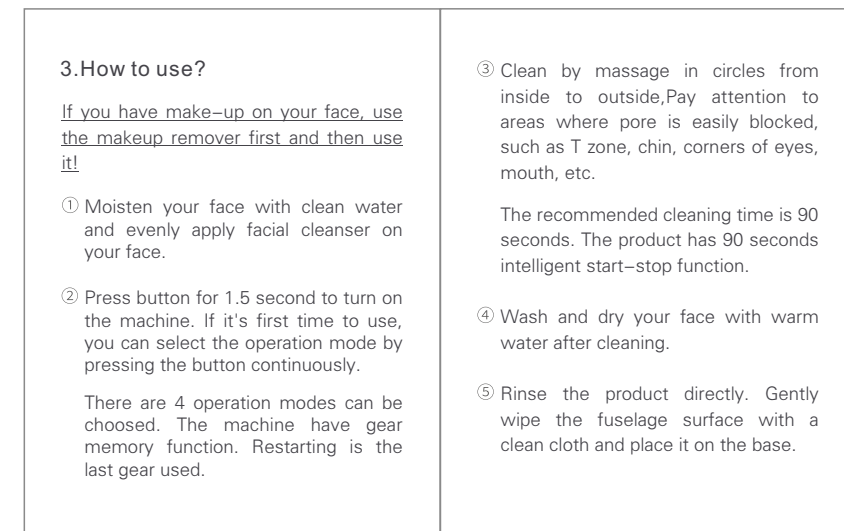 3.How to use?
If you have make–up on your face, use
the makeup remover first and then use
it!
① Moisten your face with clean water
and evenly apply facial cleanser on
your face.
② Press button for 1.5 second to turn on
the machine. If it's first time to use,
you can select the operation mode by
pressing the button continuously.
There are 4 operation modes can be
choosed. The machine have gear
memory function. Restarting is the
last gear used.
③ Clean by massage in circles from
inside to outside,Pay attention to
areas where pore is easily blocked,
such as T zone, chin, corners of eyes,
mouth, etc.
The recommended cleaning time is 90
seconds. The product has 90 seconds
intelligent start–stop function.
④ Wash and dry your face with warm
water after cleaning.
⑤ Rinse the product directly. Gently
wipe the fuselage surface with a
clean cloth and place it on the base.